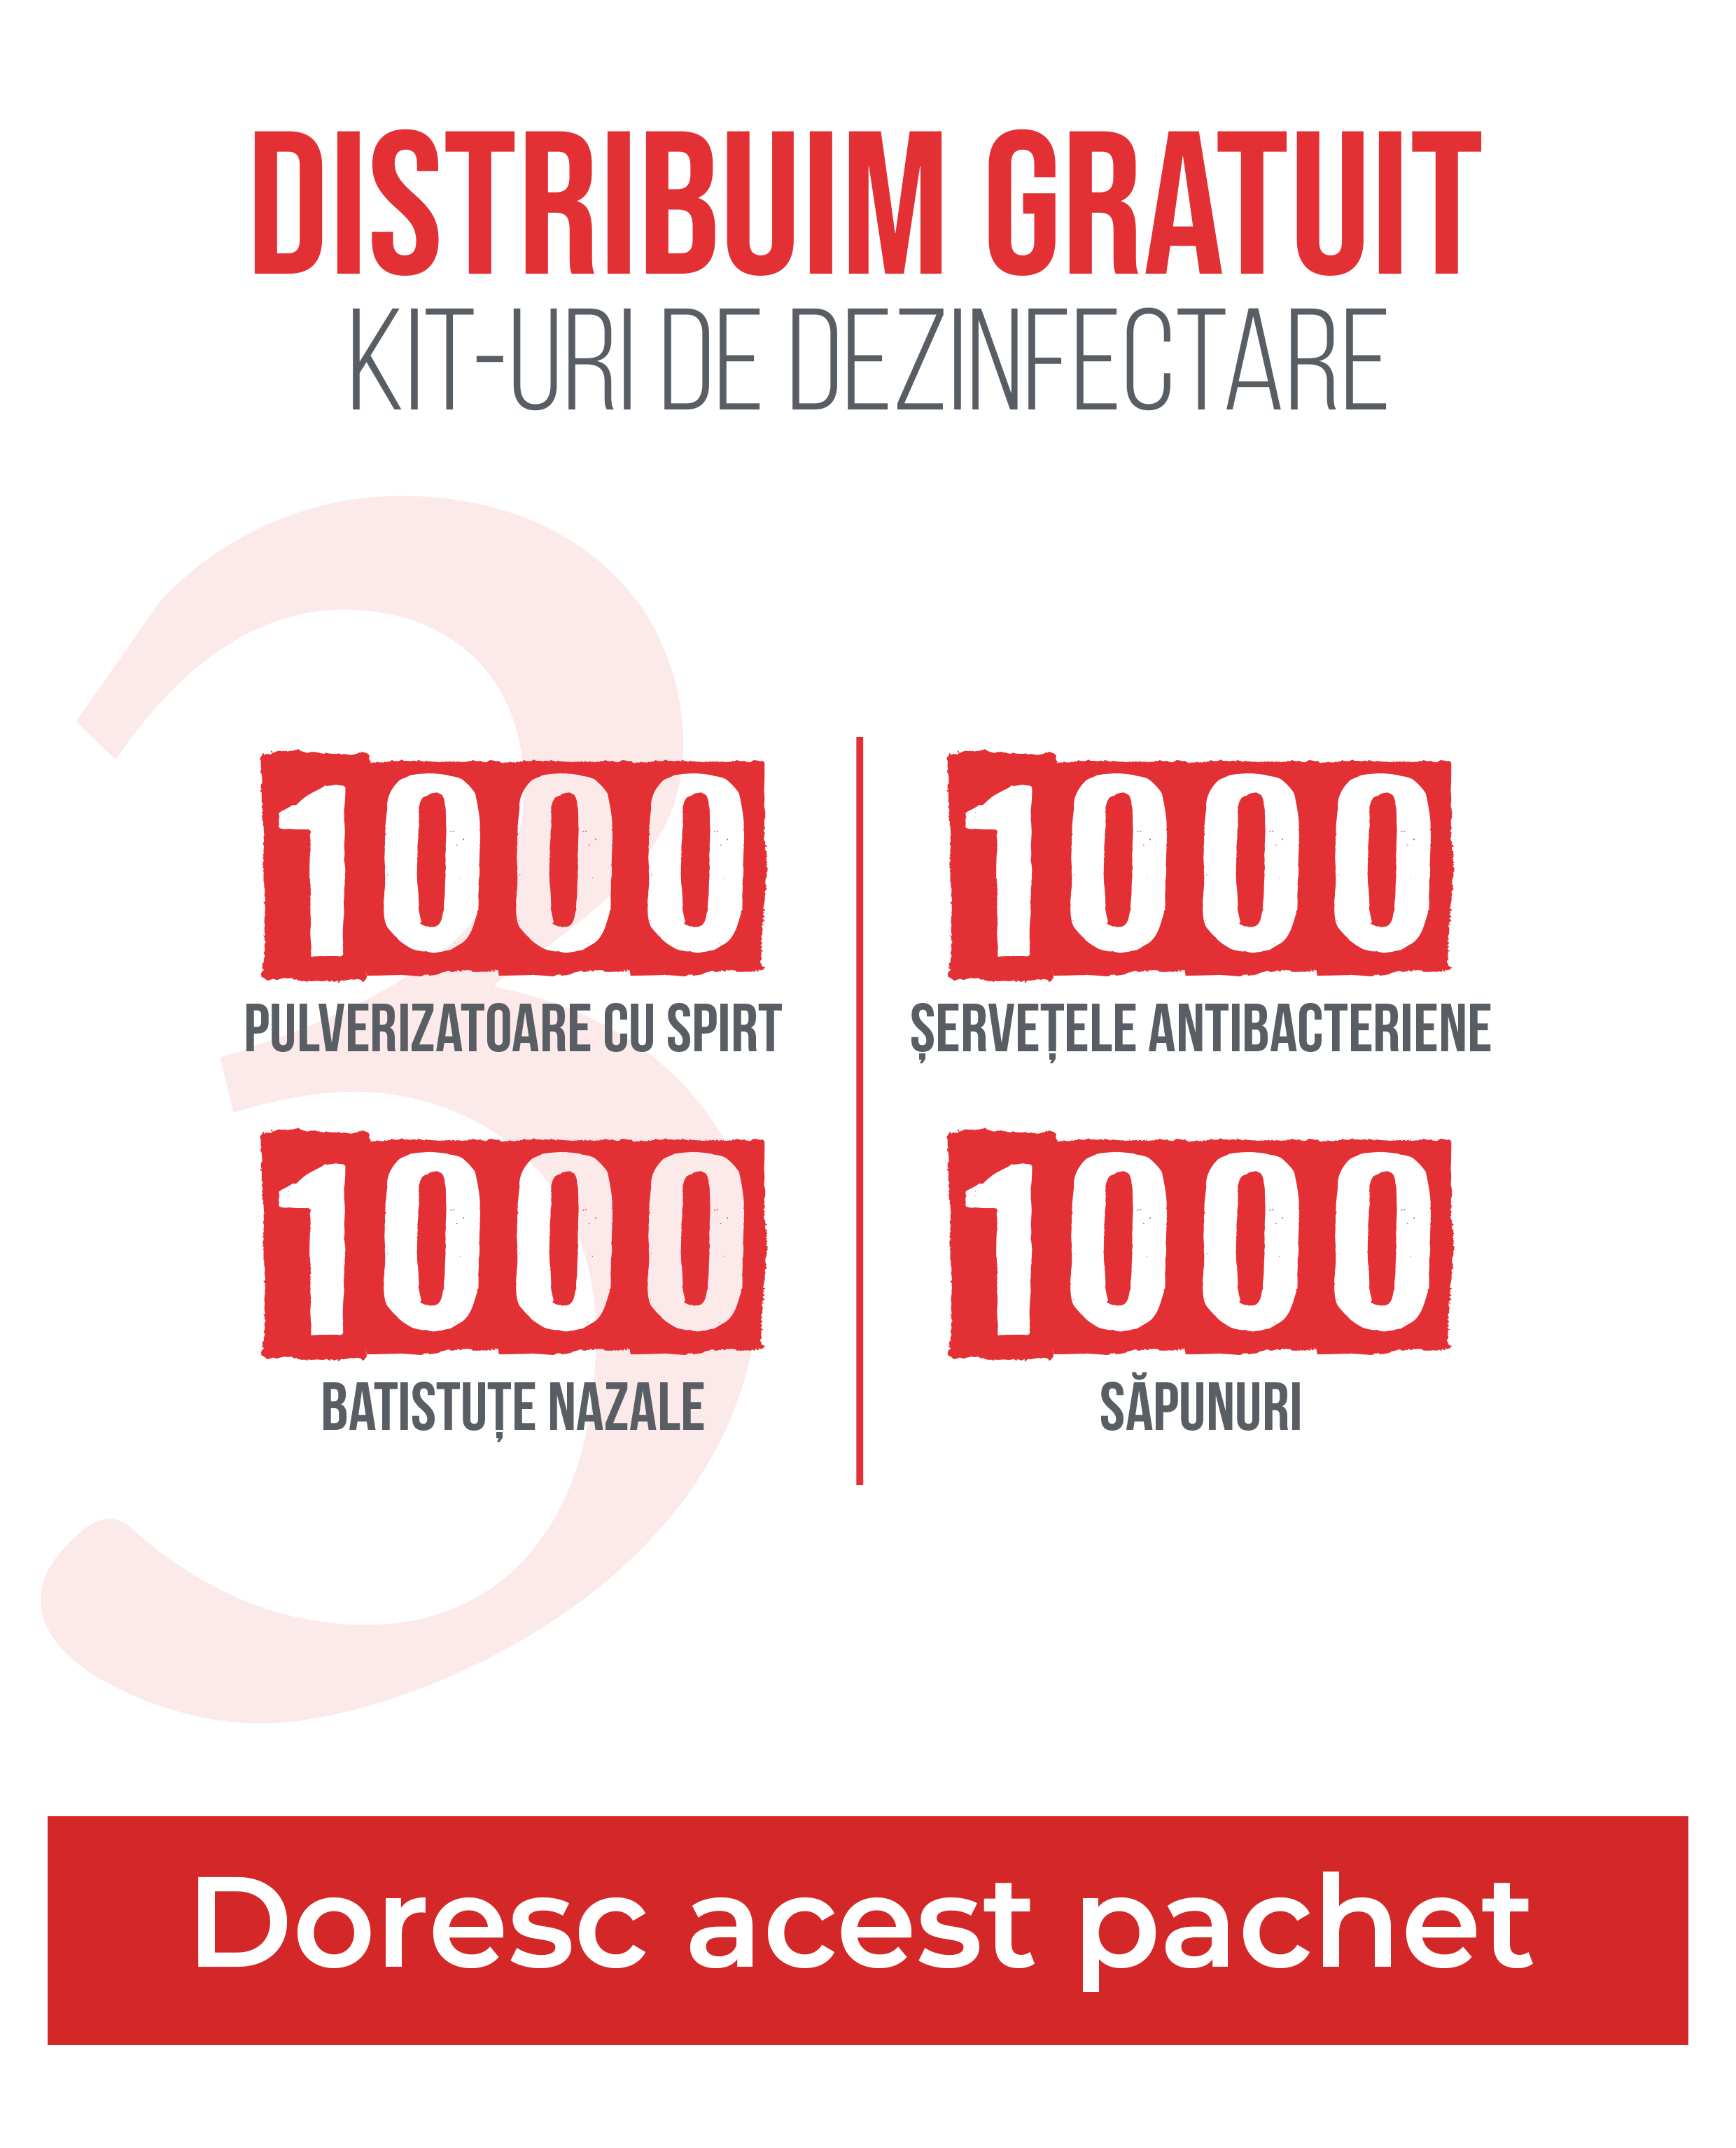 DISTRIBUIM GRATUIT
KIT-URI DE DEZINFECTARE
1000
PULVERIZATOARE CU SPIRT
1000
ȘERVEȚELE ANTIBACTERIENE
1000
BATISTUȚE NAZALE
1000
SĂPUNURI
Doresc acest pachet